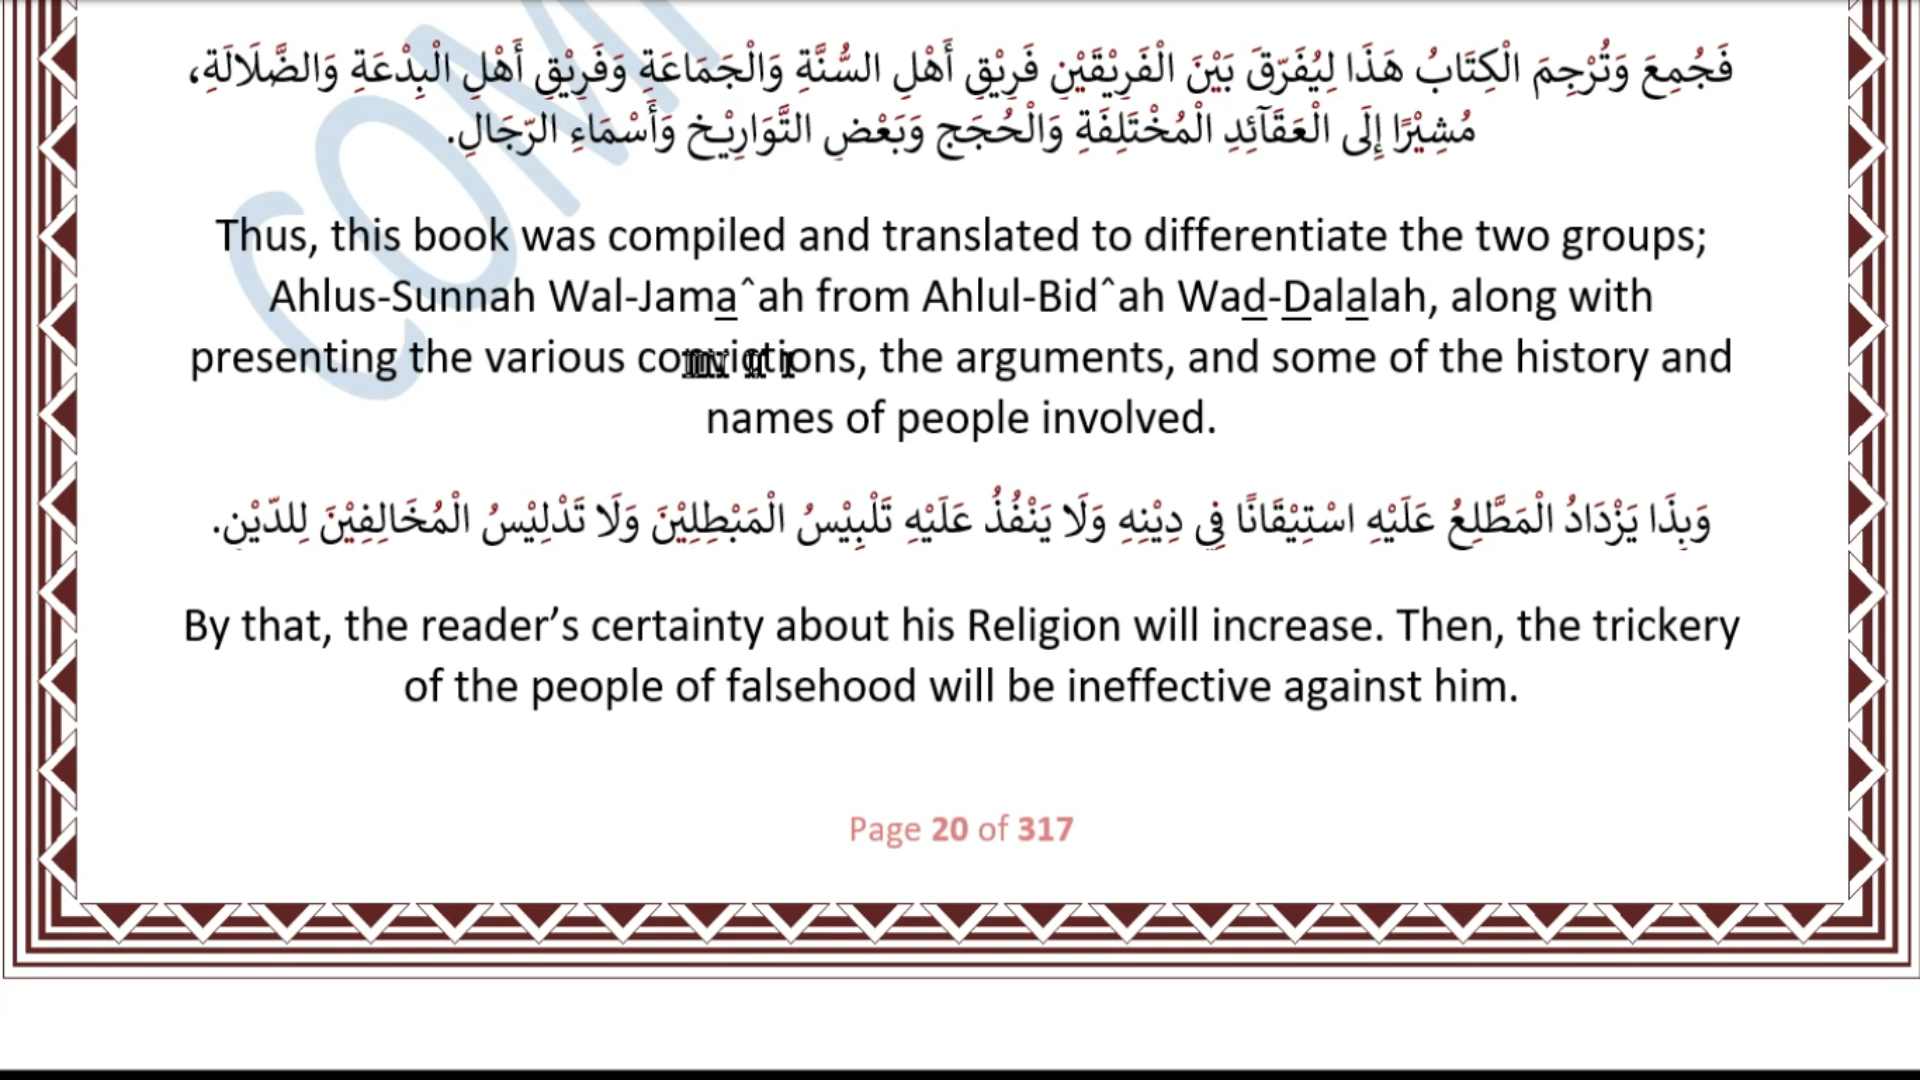 فَجُمِعَ وَتُرْجِمَ الْكِتَابُ هَذَا لِيُفَرّقَ بَيْنَ الْفَرِيْقَيْنِ فَرِيْقِ أَهْلِ السُّنَّةِ وَالْجَمَاعَةِ وَفَرِيْقِ أَهْلِ الْبِدْعَةِ وَالضَّلَالَةِ،
مُشِيْرًا إِلَى الْعَقَآئِدِ الْمُخْتَلِفَةِ وَالْحُجَجِ وَبَعْضِ التَّوَارِيْخِ وَأَسْمَاءِ الرّجَالِ.
Thus, this book was compiled and translated to differentiate the two groups;
Ahlus-Sunnah Wal-Jamaˆah from Ahlul-Bidˆah Wad-Dalalah, along with
presenting the various convictions, the arguments, and some of the history and
names of people involved.
وَبِذَا يَزْدَادُ الْمَطَّلِعُ عَلَيْهِ اسْتِيْقَانًا فِي دِيْنِهِ وَلَا يَنْفُذُ عَلَيْهِ تَلْبِيْسُ الْمَبْطِلِيْنَ وَلَا تَدْلِيْسُ الْمُخَالِفِيْنَ لِلدّيْنِ.
By that, the reader’s certainty about his Religion will increase. Then, the trickery
of the people of falsehood will be ineffective against him.
Page 20 of 317